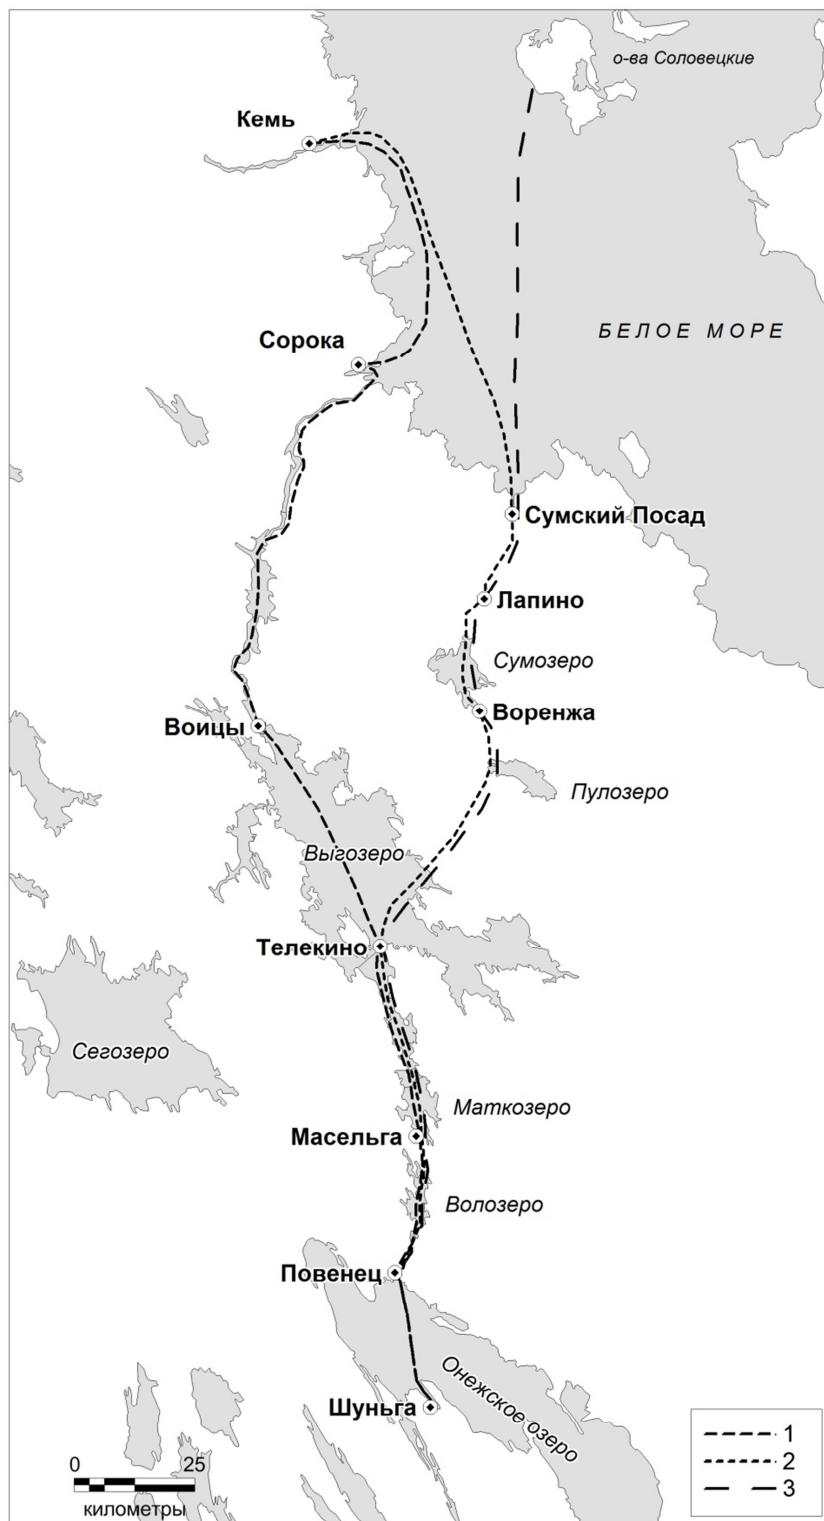 о-ва Соловецкие
Кемь
БЕЛОЕ МОРЕ
Сорока
Сумский Посад
Лапино
Сумозеро
Воренжа
Воицы
Пулозеро
Выгозеро
Телекино
Сегозеро
Маткозеро
Масельга
Волозеро
Повенец
Онежское озеро
Шуньга
1
2
3
0 25
километры